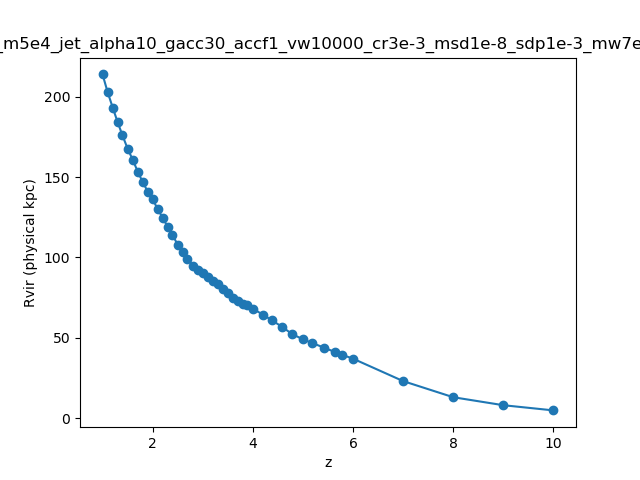 _m5e4_jet_alpha10_gacc30_accf1_vw10000_cr3e-3_msd1e-8_sdp1e-3_mw7e
200
150
100
50
0
Rvir (physical kpc)
2 4 6 8 10
z